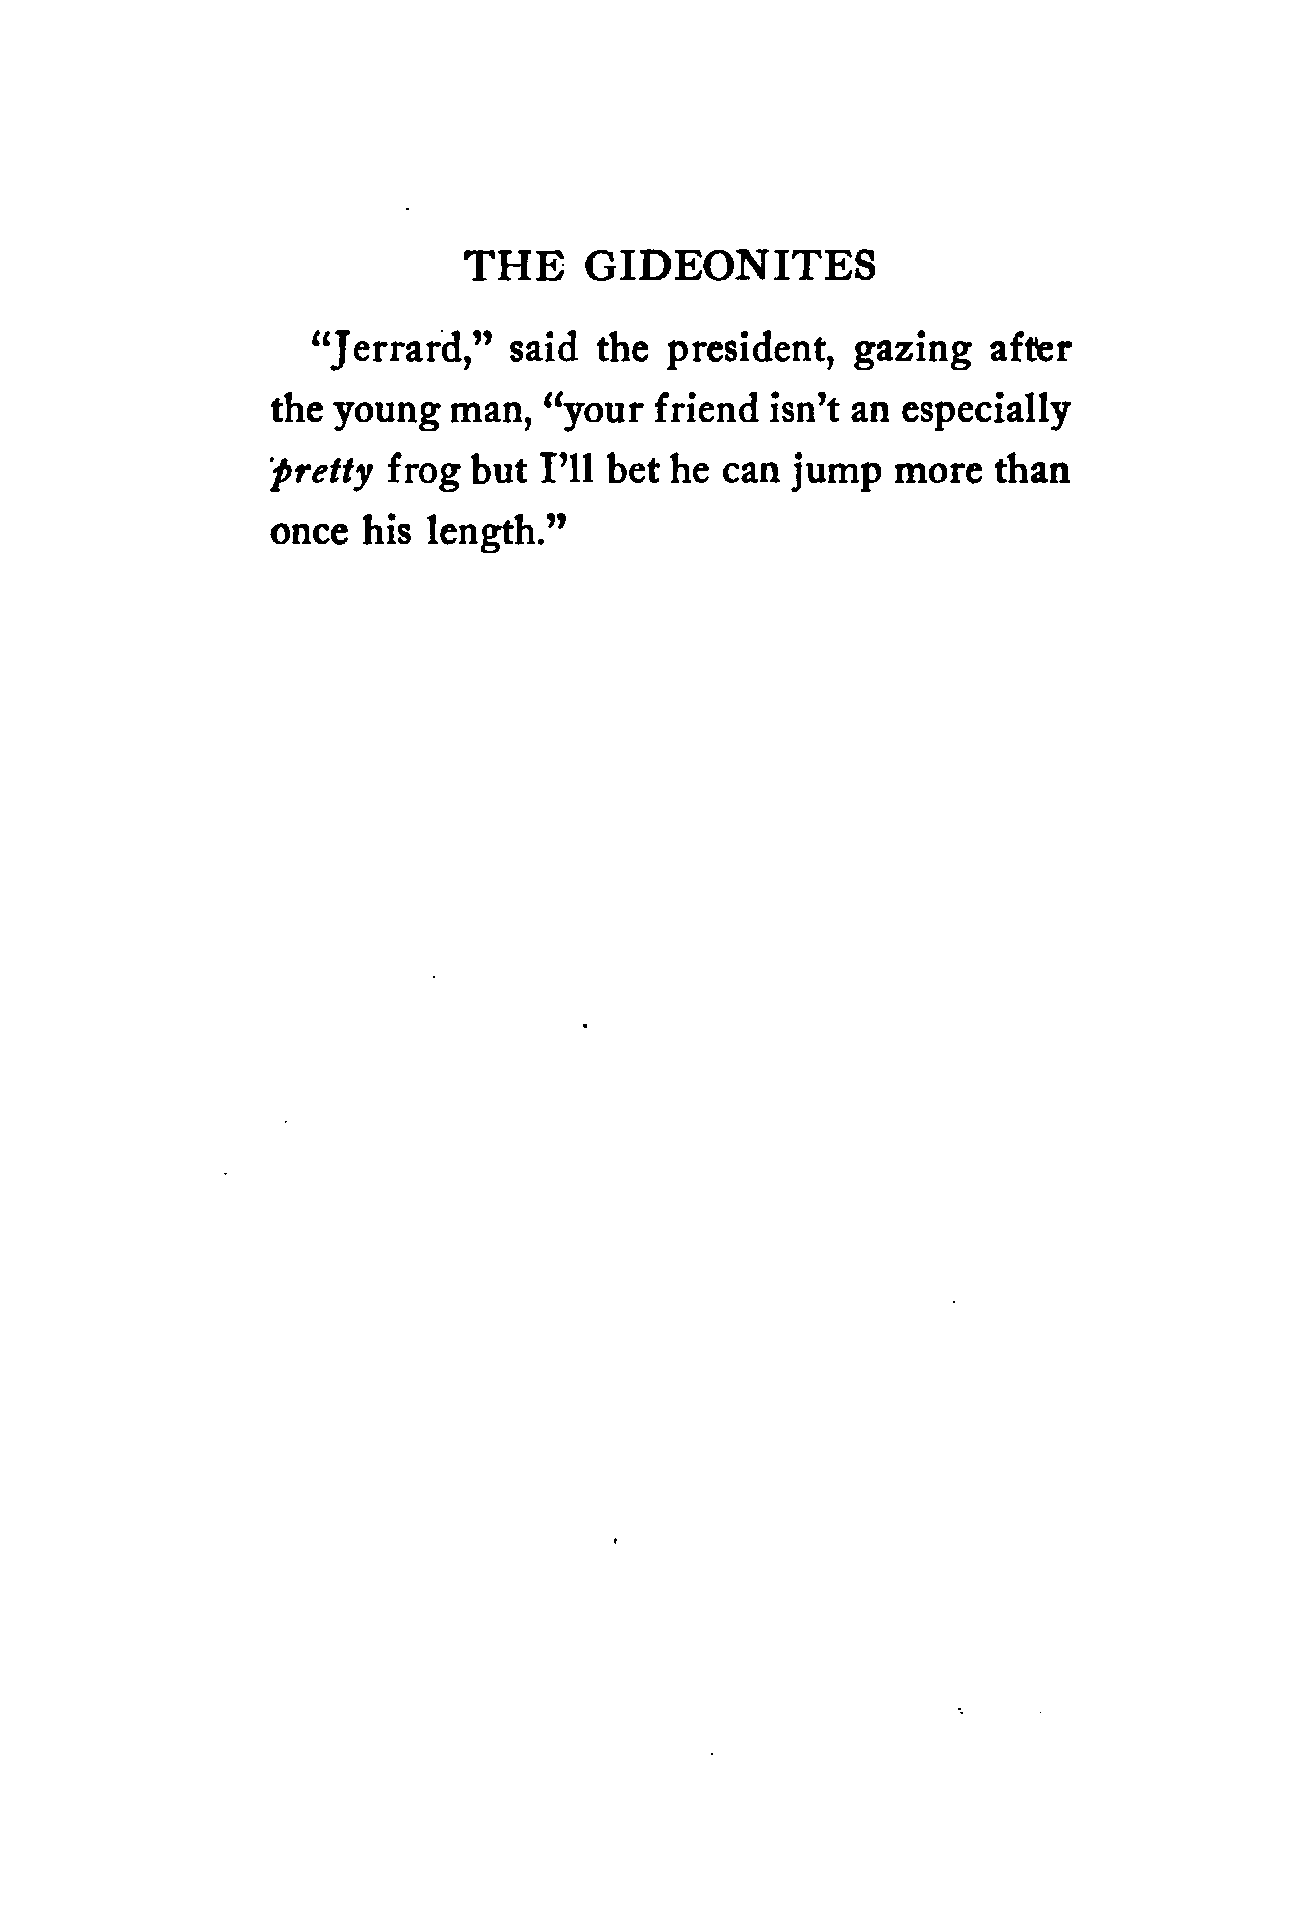 THE GIDEONITES
“Jerrard,” said the president, gazing after
the young man, “your friend isn’t an especially
pretty frog but I’ll bet he can jump more than
once his length.”